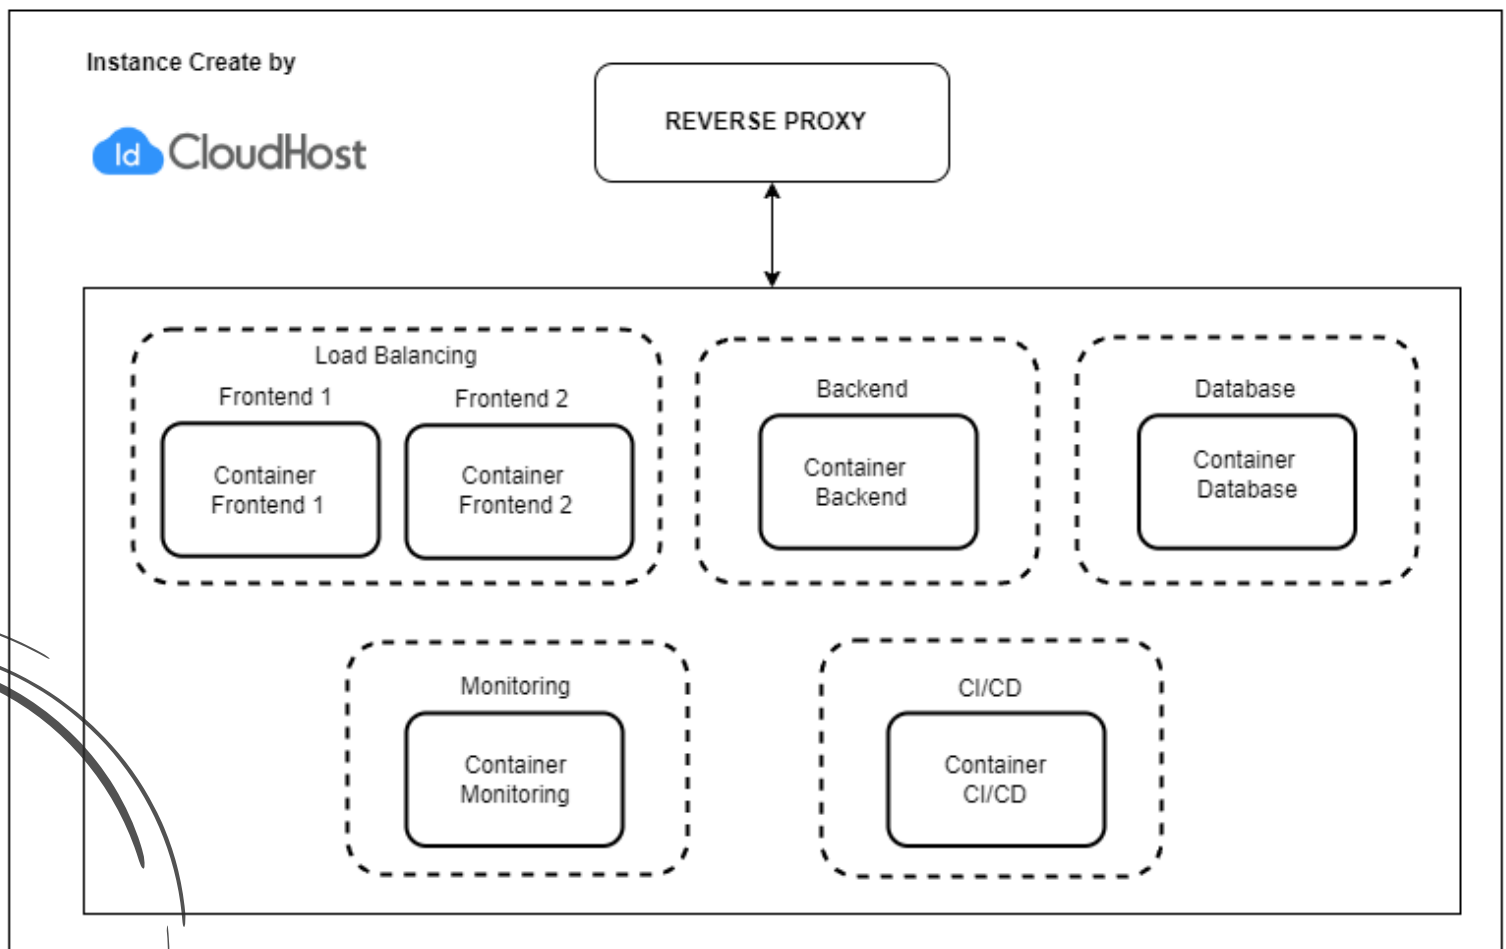 Instance Create by
Id CloudHost
REVERSE PROXY
Load Balancing
Frontend 1
Frontend 2
Container
Frontend 1
Container
Frontend 2
Backend
Container
Backend
Database
Container
Database
Monitoring
Container
Monitoring
CI/CD
Container
CI/CD